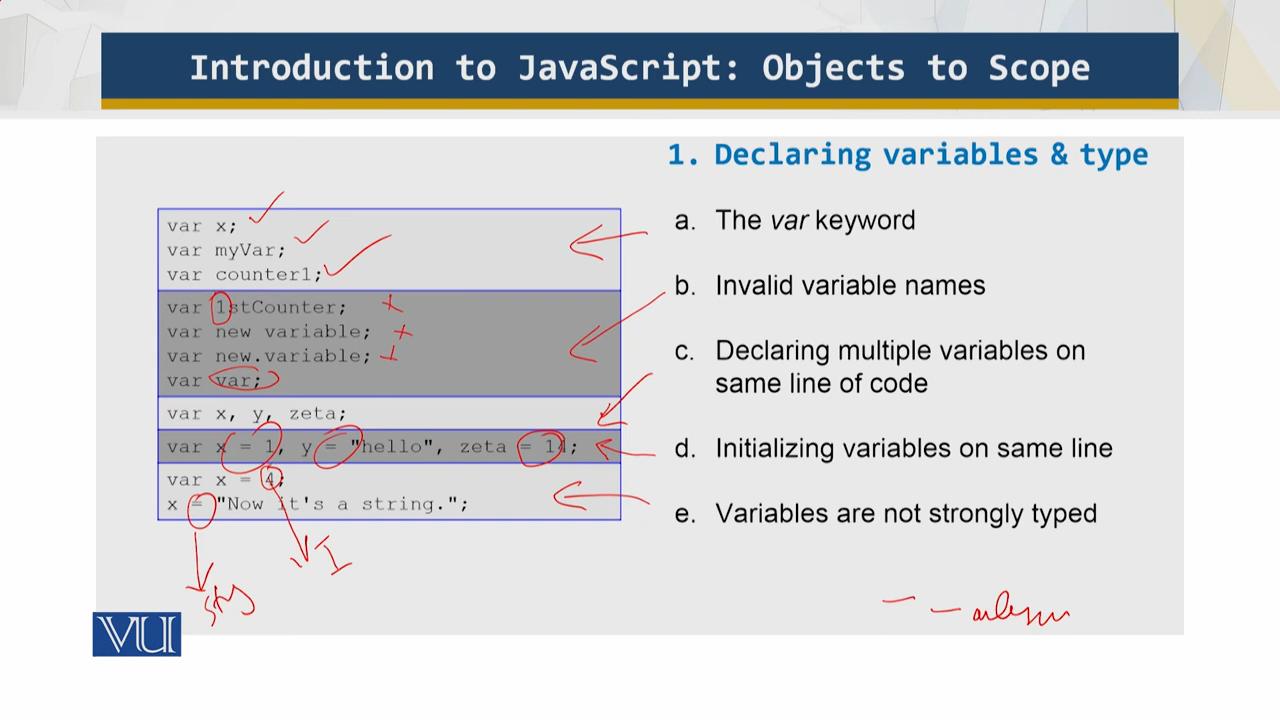 Introduction to JavaScript: Objects to Scope
1. Declaring variables & type
var x;
var myVar;
var counter1;
var 1stCounter;
var new variable;
var new.variable;
var var;
var x, y, zeta;
var x = 1, y = "hello", zeta = 14;
var x = 4;
x = "Now it's a string.";
I
a. The var keyword
b. Invalid variable names
c. Declaring multiple variables on
same line of code
d. Initializing variables on same line
e. Variables are not strongly typed
VU